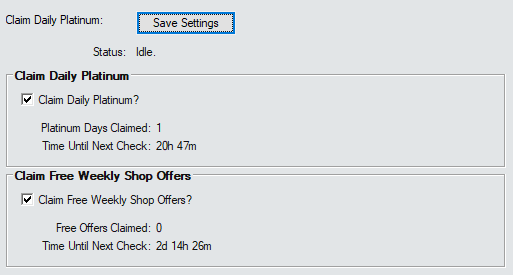 Claim Daily Platinum: Save Settings
Status: Idle.
Claim Daily Platinum
Claim Daily Platinum?
Platinum Days Claimed: 1
Time Until Next Check: 20h 47m
Claim Free Weekly Shop Offers
Claim Free Weekly Shop Offers?
Free Offers Claimed: 0
Time Until Next Check: 2d 14h 26m